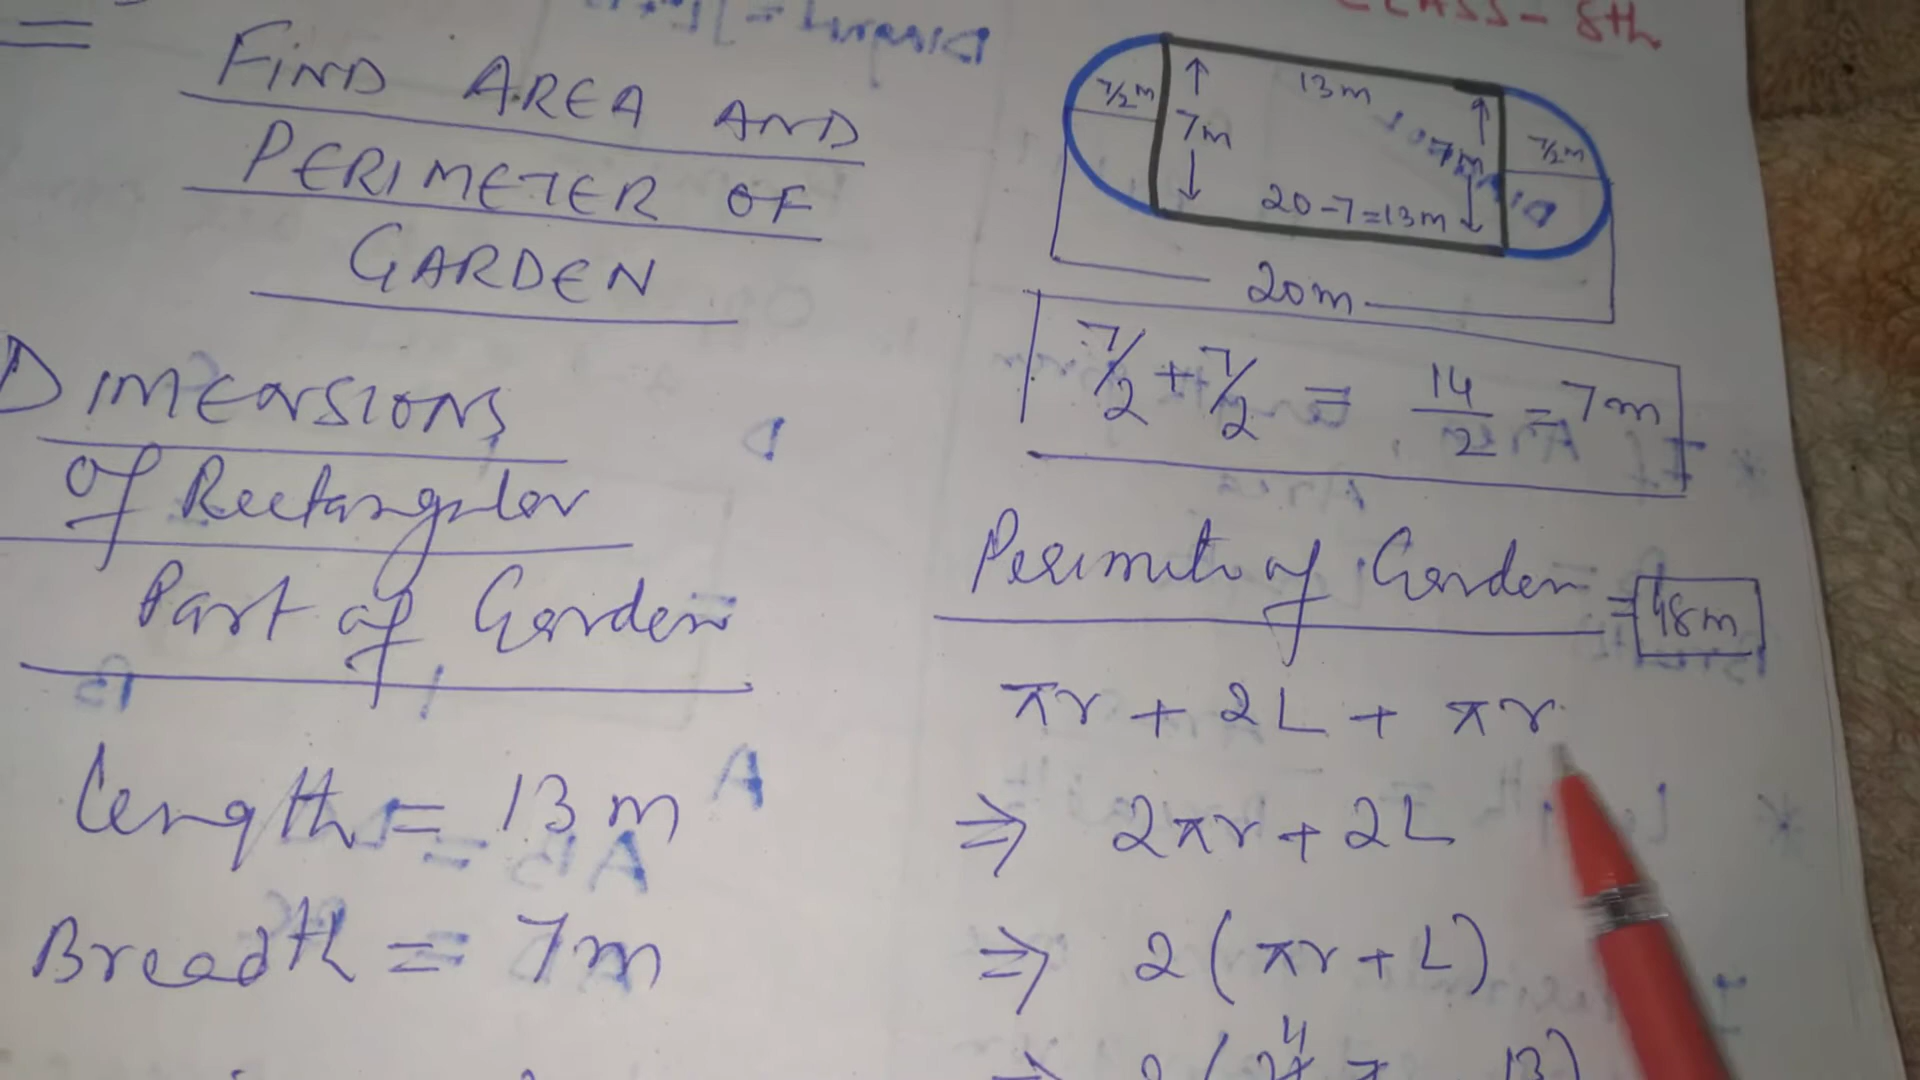 CLASS - 8th
FIND AREA AND
PERIMETER OF
GARDEN
DIMENSIONS
of Rectangular
Part of Garden
Length = 13 m
Breadth = 7m
7/2 m
7m
13m
7m
7/2 m
20-7=13m
20m
7/2 + 7/2 = 14/2 = 7m
Perimeter of Garden = 48m
πr + 2L + πr
⇒ 2πr + 2L
⇒ 2(πr + L)